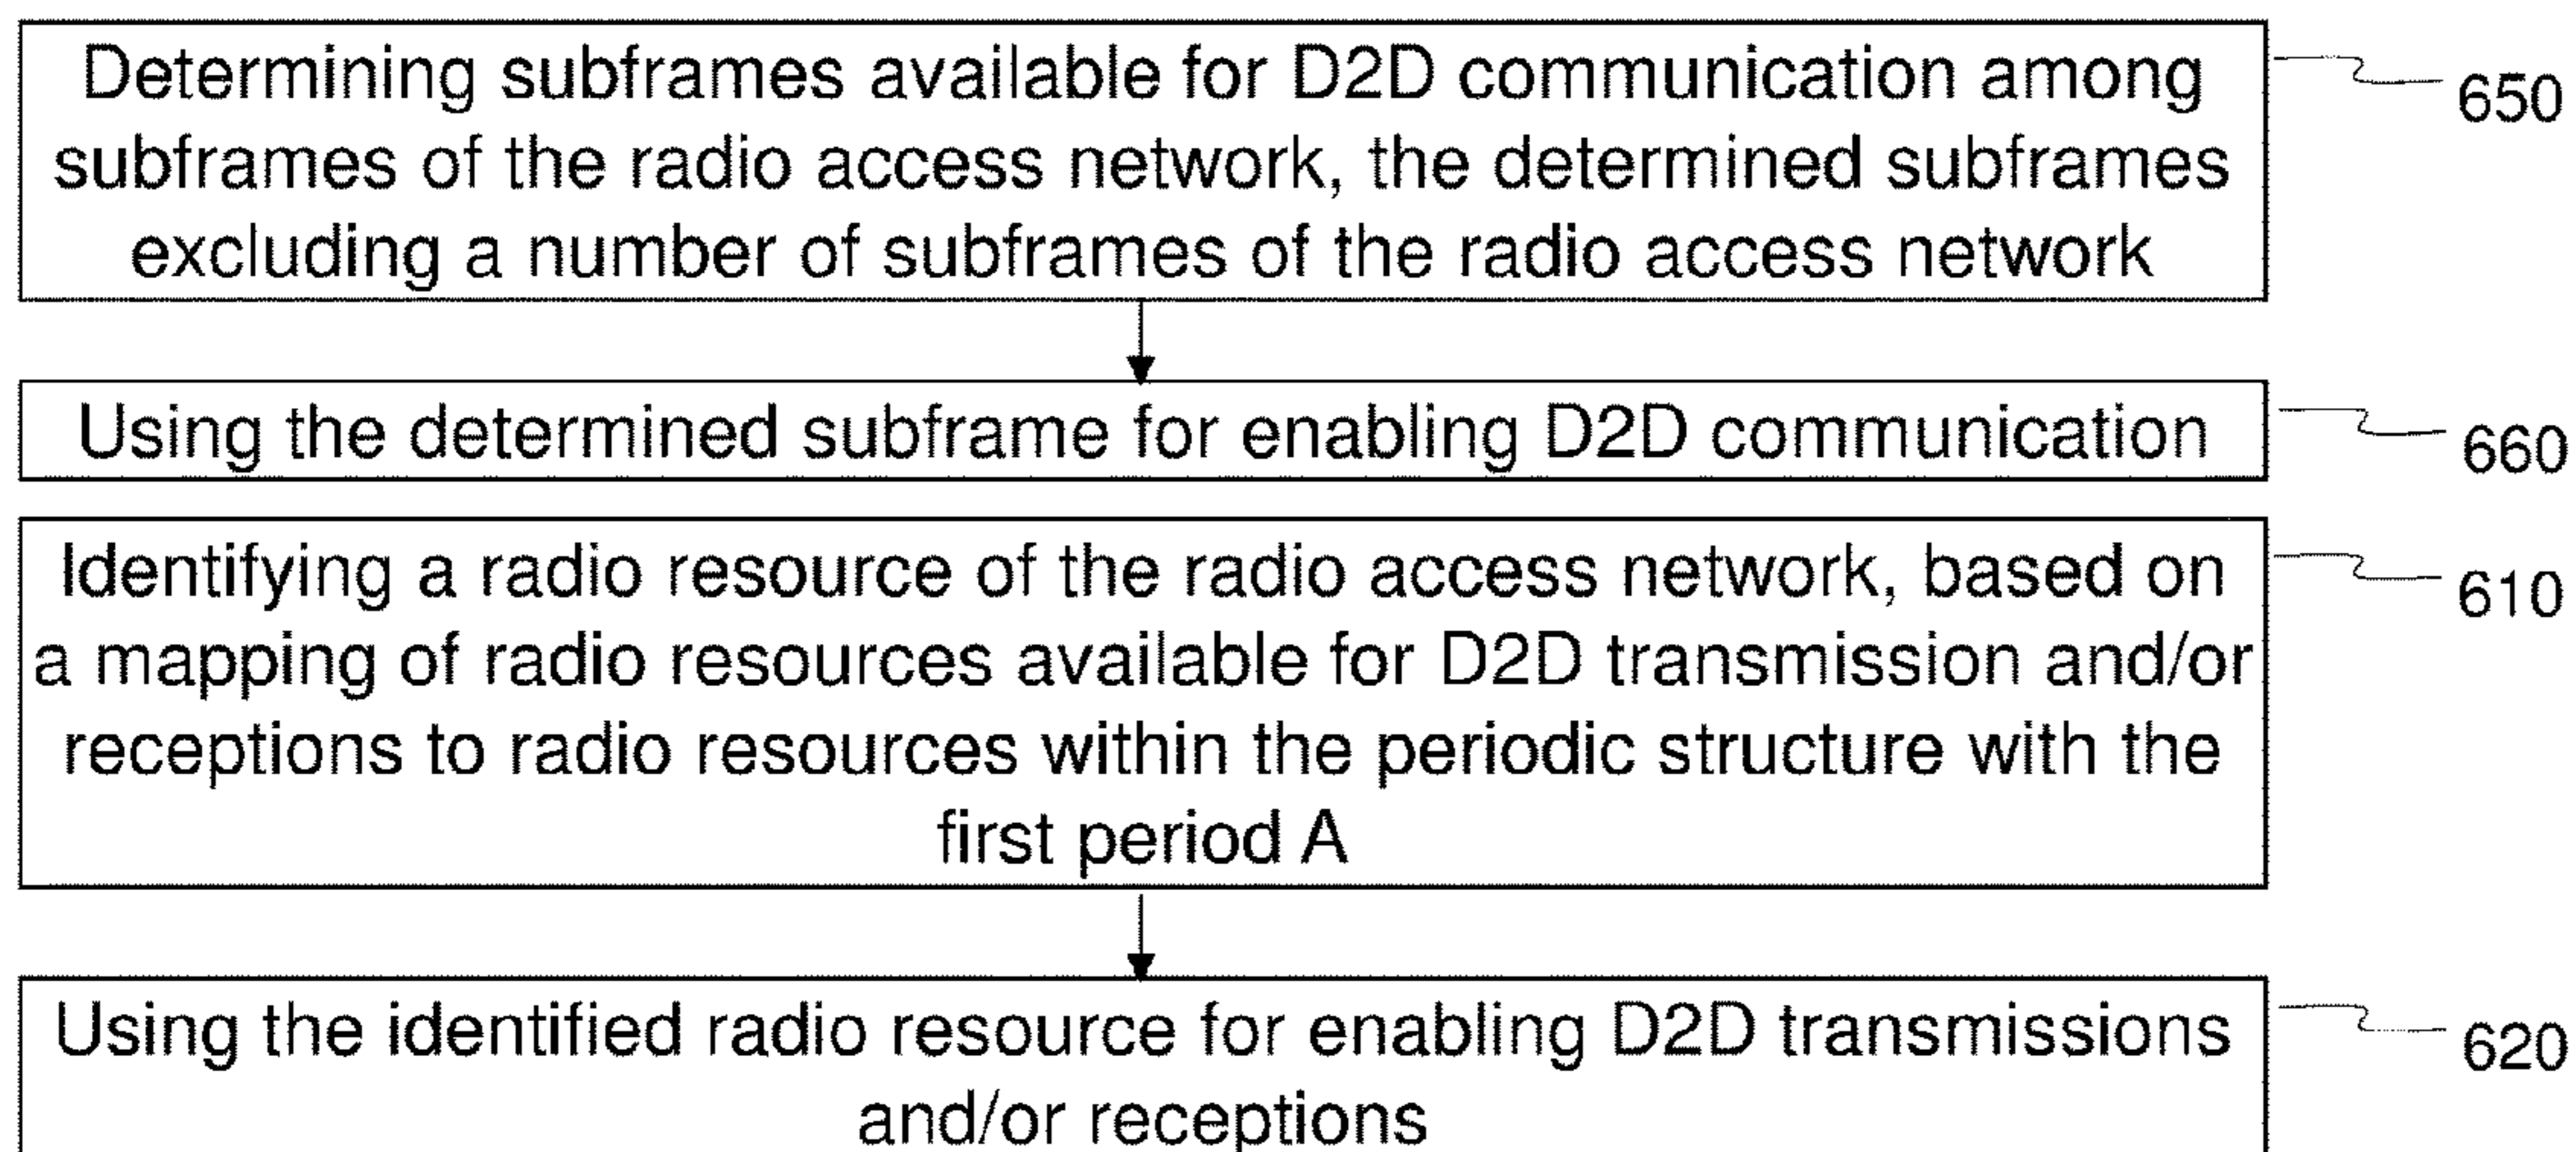 Determining subframes available for D2D communication among
subframes of the radio access network, the determined subframes
excluding a number of subframes of the radio access network
650
Using the determined subframe for enabling D2D communication
660
Identifying a radio resource of the radio access network, based on
a mapping of radio resources available for D2D transmission and/or
receptions to radio resources within the periodic structure with the
first period A
610
Using the identified radio resource for enabling D2D transmissions
and/or receptions
620